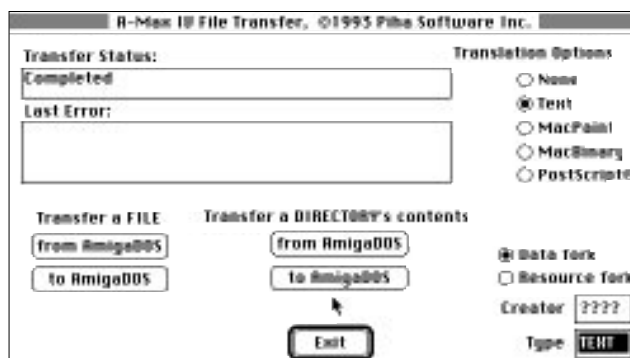 A-Max IV File Transfer, ©1993 Piha Software Inc.
Transfer Status:
Completed
Last Error:
Translation Options
None
Text
MacPaint
MacBinary
PostScript®
Transfer a FILE
from AmigaDOS
to AmigaDOS
Transfer a DIRECTORY's contents
from AmigaDOS
to AmigaDOS
Exit
Data fork
Resource fork
Creator ????
Type TEXT